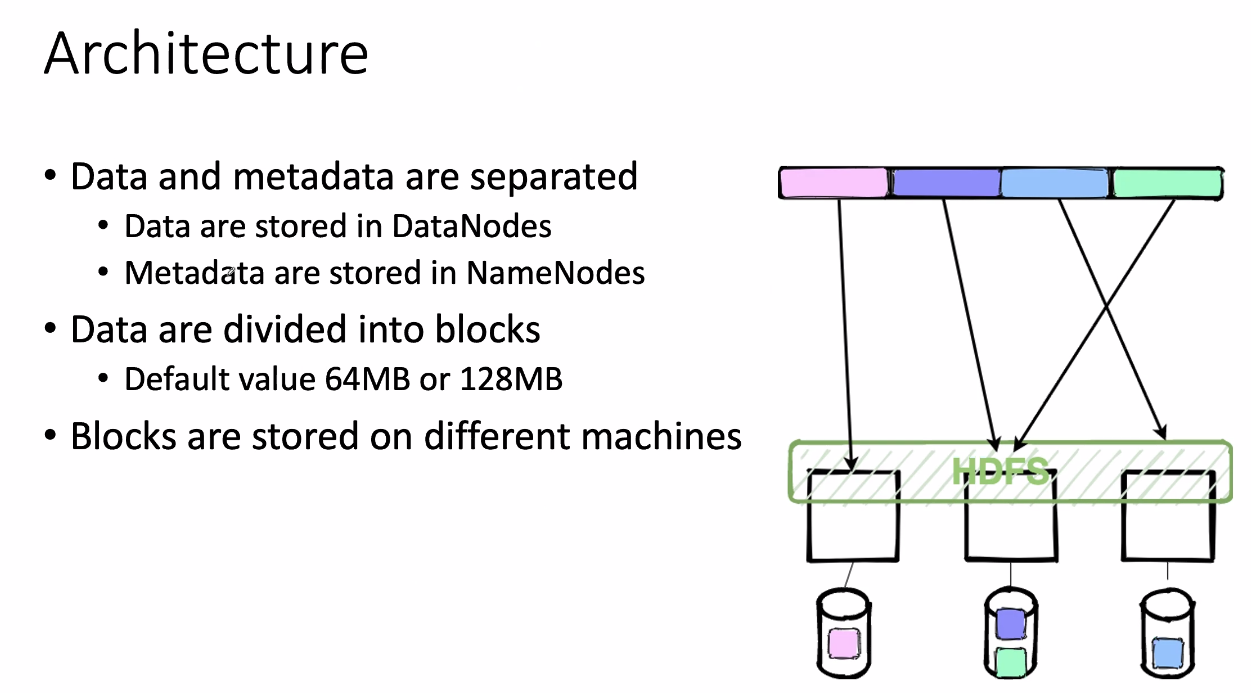 Architecture
• Data and metadata are separated
• Data are stored in DataNodes
• Metadata are stored in NameNodes
• Data are divided into blocks
• Default value 64MB or 128MB
• Blocks are stored on different machines
HDFS